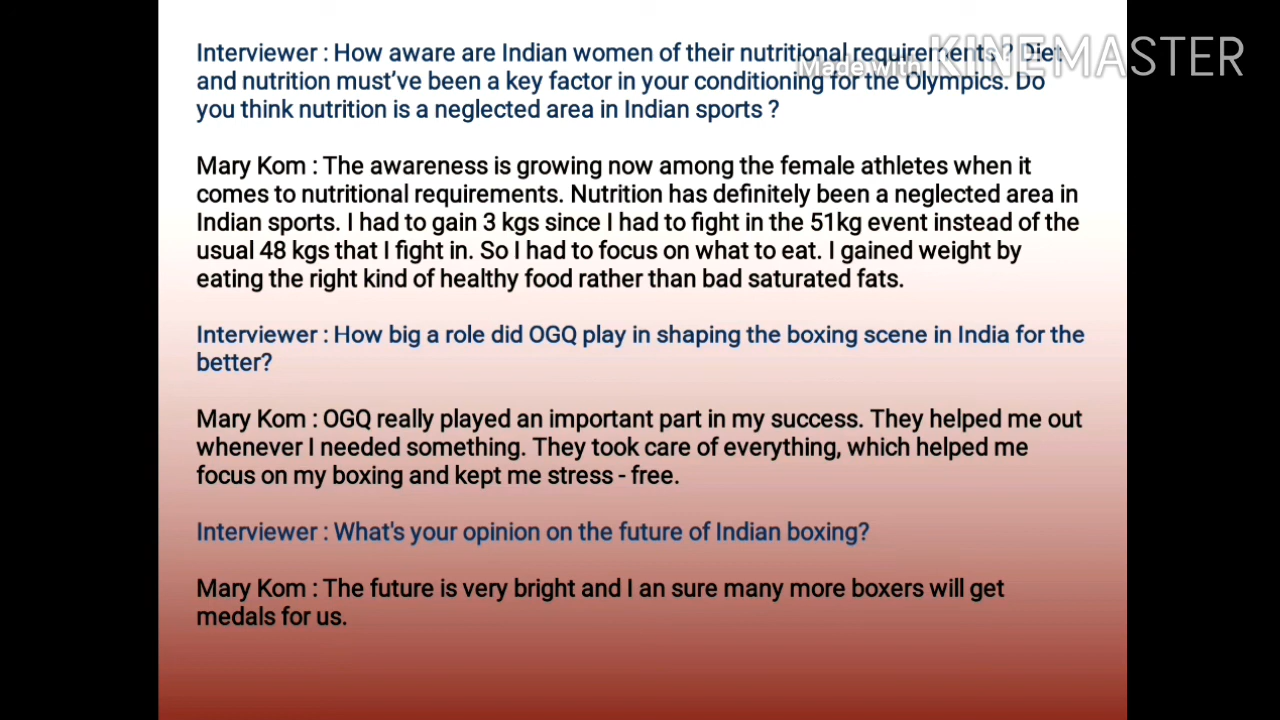 Interviewer : How aware are Indian women of their nutritional requirements ? Diet
Made with KINEMASTER
and nutrition must’ve been a key factor in your conditioning for the Olympics. Do
you think nutrition is a neglected area in Indian sports ?
Mary Kom : The awareness is growing now among the female athletes when it
comes to nutritional requirements. Nutrition has definitely been a neglected area in
Indian sports. I had to gain 3 kgs since I had to fight in the 51kg event instead of the
usual 48 kgs that I fight in. So I had to focus on what to eat. I gained weight by
eating the right kind of healthy food rather than bad saturated fats.
Interviewer : How big a role did OGQ play in shaping the boxing scene in India for the
better?
Mary Kom : OGQ really played an important part in my success. They helped me out
whenever I needed something. They took care of everything, which helped me
focus on my boxing and kept me stress - free.
Interviewer : What's your opinion on the future of Indian boxing?
Mary Kom : The future is very bright and I an sure many more boxers will get
medals for us.